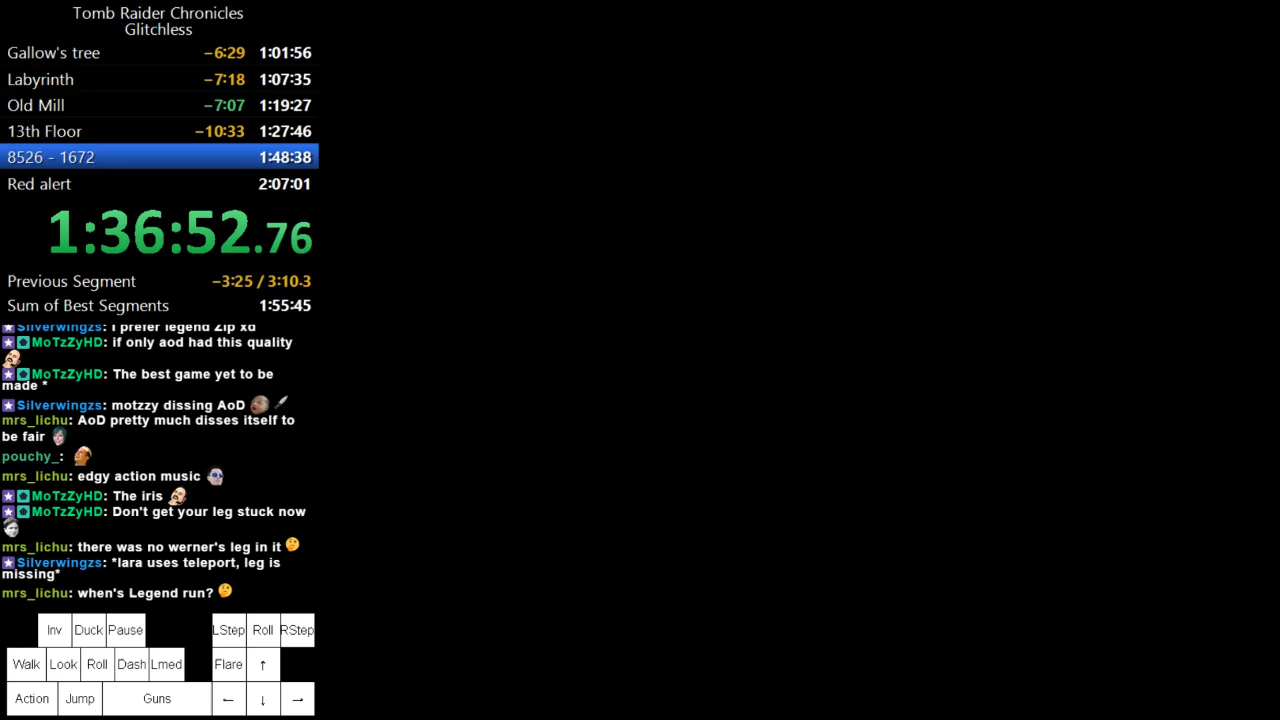 Tomb Raider Chronicles
Glitchless
Gallow's tree −6:29 1:01:56
Labyrinth −7:18 1:07:35
Old Mill −7:07 1:19:27
13th Floor −10:33 1:27:46
8526 - 1672 1:48:38
Red alert 2:07:01
1:36:52.76
Previous Segment −3:25 / 3:10.3
Sum of Best Segments 1:55:45
Silverwingzs: I prefer legend Zip xd
MoTzZyHD: if only aod had this quality
MoTzZyHD: The best game yet to be
made *
Silverwingzs: motzzy dissing AoD
mrs_lichu: AoD pretty much disses itself to
be fair
pouchy_:
mrs_lichu: edgy action music
MoTzZyHD: The iris
MoTzZyHD: Don't get your leg stuck now
mrs_lichu: there was no werner's leg in it
Silverwingzs: *lara uses teleport, leg is
missing*
mrs_lichu: when's Legend run?
Inv Duck Pause LStep Roll RStep
Walk Look Roll Dash Lmed Flare ↑
Action Jump Guns ← ↓ →